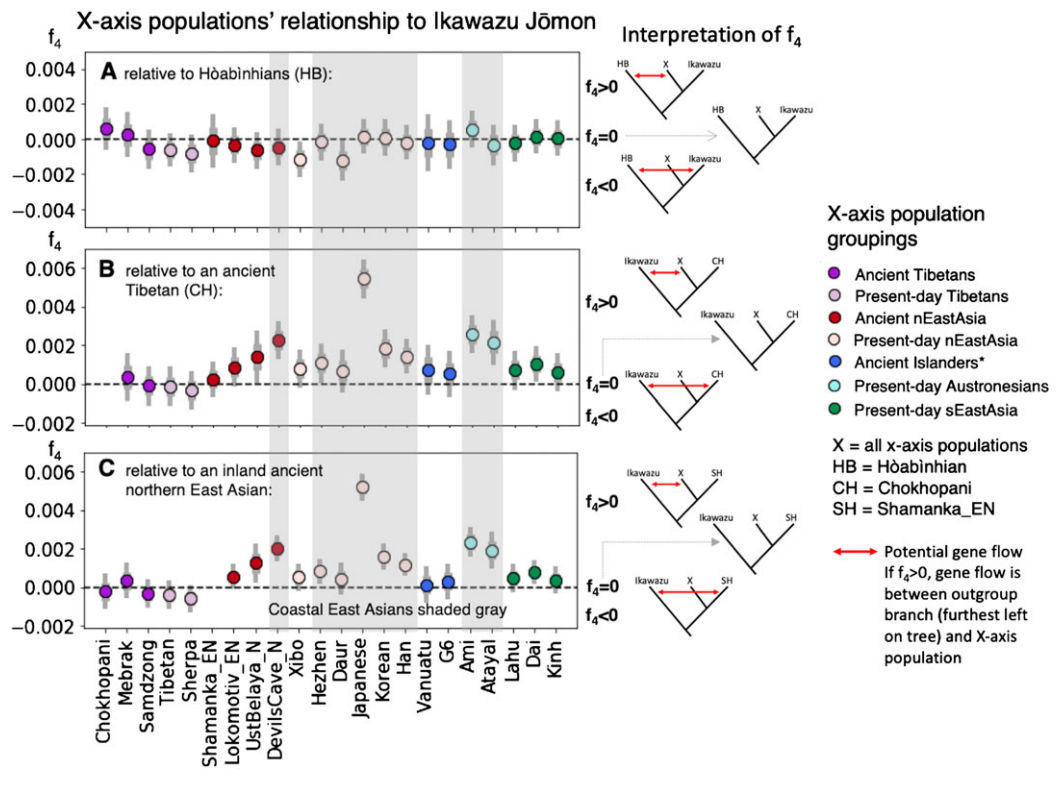 X-axis populations’ relationship to Ikawazu Jōmon
Interpretation of f4
f4
0.004
0.002
0.000
−0.002
−0.004
A relative to Hòabìnhians (HB):
f4>0
HB X Ikawazu
f4=0
HB X Ikawazu
f4<0
HB X Ikawazu
f4
0.006
0.004
0.002
0.000
−0.002
B relative to an ancient
Tibetan (CH):
f4>0
Ikawazu X CH
Ikawazu X CH
f4=0
f4<0
Ikawazu X CH
f4
0.006
0.004
0.002
0.000
−0.002
C relative to an inland ancient
northern East Asian:
Coastal East Asians shaded gray
f4>0
Ikawazu X SH
Ikawazu X SH
f4=0
f4<0
Ikawazu X SH
Chokhopani
Mebrak
Samdzong
Tibetan
Sherpa
Shamanka_EN
Lokomotiv_EN
UstBelaya_N
DevilsCave_N
Xibo
Hezhen
Daur
Japanese
Korean
Han
Vanuatu
G6
Ami
Atayal
Lahu
Dai
Kinh
X-axis population
groupings
Ancient Tibetans
Present-day Tibetans
Ancient nEastAsia
Present-day nEastAsia
Ancient Islanders*
Present-day Austronesians
Present-day sEastAsia
X = all x-axis populations
HB = Hòabìnhian
CH = Chokhopani
SH = Shamanka_EN
Potential gene flow
If f4>0, gene flow is
between outgroup
branch (furthest left
on tree) and X-axis
population